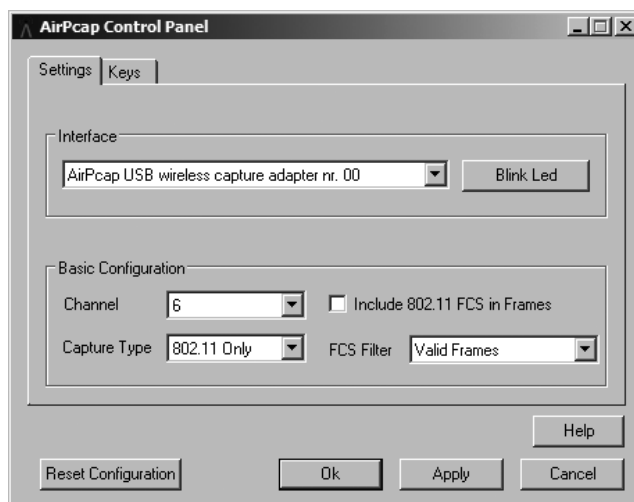 AirPcap Control Panel
Settings Keys
Interface
AirPcap USB wireless capture adapter nr. 00 Blink Led
Basic Configuration
Channel 6 Include 802.11 FCS in Frames
Capture Type 802.11 Only FCS Filter Valid Frames
Help
Reset Configuration Ok Apply Cancel